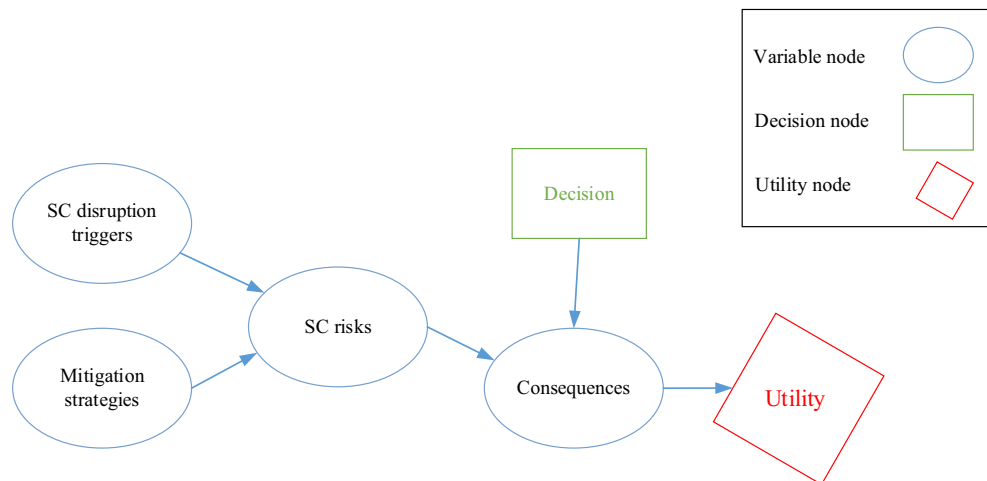 Variable node
Decision node
Utility node
Decision
SC disruption
triggers
SC risks
Mitigation
strategies
Consequences
Utility